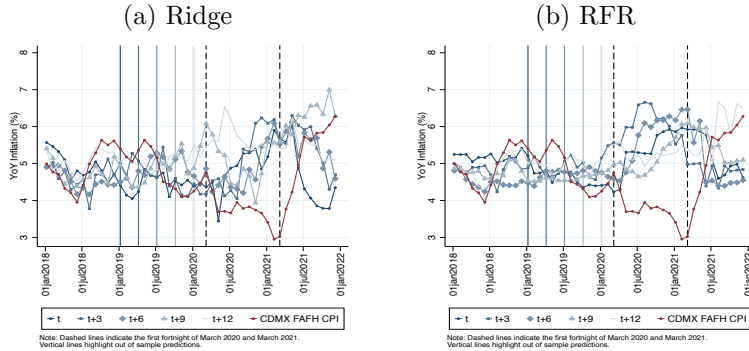 (a) Ridge
(b) RFR
YoY Inflation (%)
8
7
6
5
4
3
01jan2018
01jul2018
01jan2019
01jul2019
01jan2020
01jul2020
01jan2021
01jul2021
01jan2022
t
t+3
t+6
t+9
t+12
CDMX FAFH CPI
Note: Dashed lines indicate the first fortnight of March 2020 and March 2021.
Vertical lines highlight out of sample predictions.
YoY Inflation (%)
8
7
6
5
4
3
01jan2018
01jul2018
01jan2019
01jul2019
01jan2020
01jul2020
01jan2021
01jul2021
01jan2022
t
t+3
t+6
t+9
t+12
CDMX FAFH CPI
Note: Dashed lines indicate the first fortnight of March 2020 and March 2021.
Vertical lines highlight out of sample predictions.